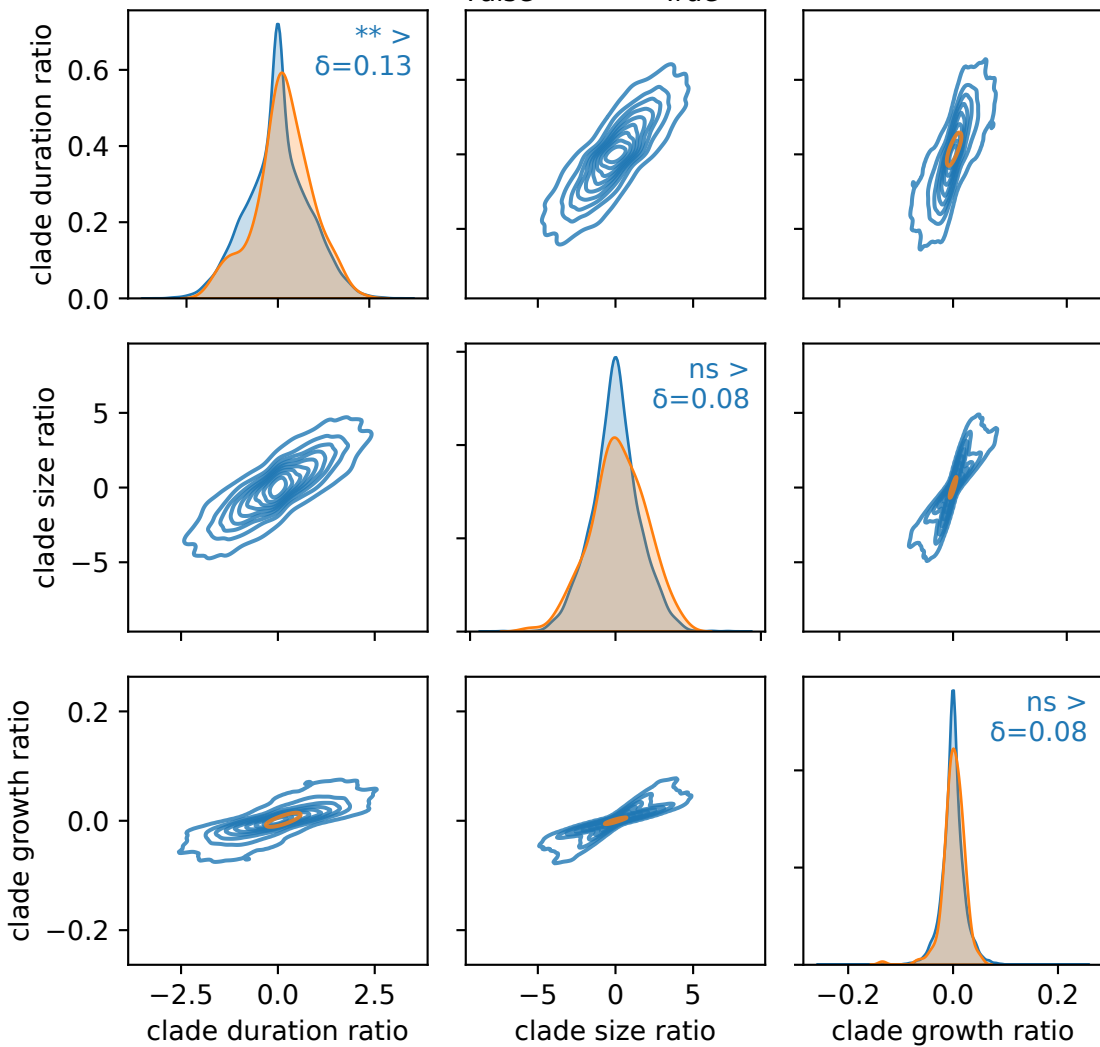 True
clade duration ratio
0.6
0.4
0.2
0.0
** >
δ=0.13
clade size ratio
5
0
−5
ns >
δ=0.08
clade growth ratio
0.2
0.0
−0.2
ns >
δ=0.08
−2.5 0.0 2.5
−5 0 5
−0.2 0.0 0.2
clade duration ratio
clade size ratio
clade growth ratio